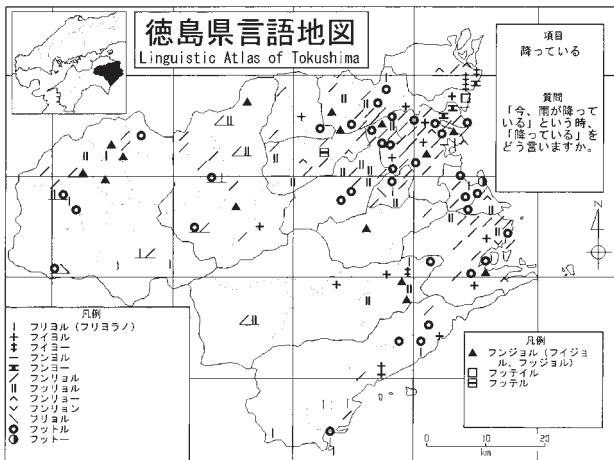 徳島県言語地図
Linguistic Atlas of Tokushima
項目
降っている
質問
「今、雨が降って
いる」という時、
「降っている」を
どう言いますか。
Z
凡例
フリヨル（フリヨラノ）
フイヨル
フイヨー
フンヨル
フンヨー
フンリョル
フッリョル
フンリョー
フンリョン
フリョル
フットル
フットー
凡例
フンジョル（フイジョ
ル、フッジョル）
フッテイル
フッテル
0 10 20
km